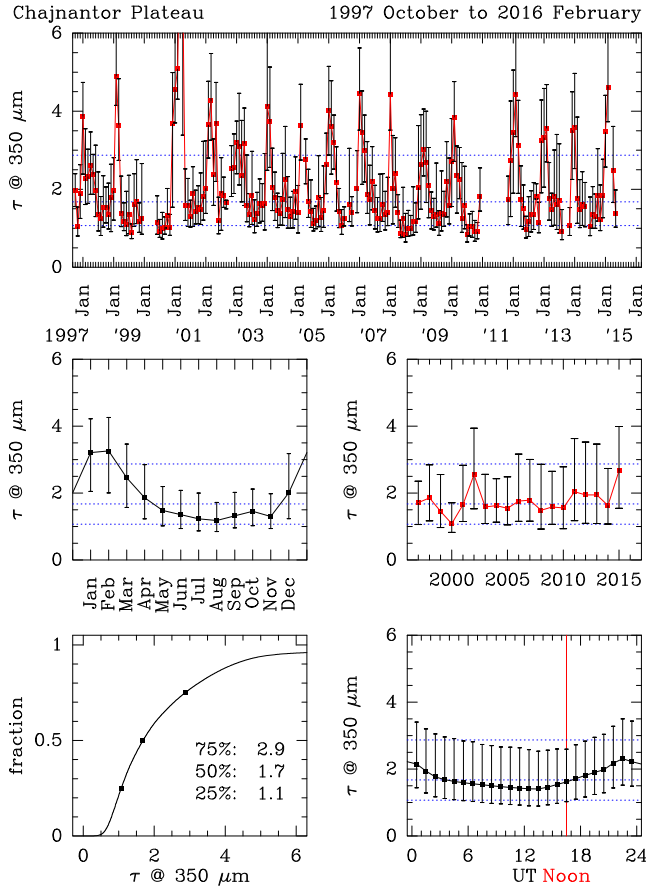 Chajnantor Plateau 1997 October to 2016 February
6
4
2
0
τ @ 350 μm
Jan Jan Jan Jan Jan Jan Jan Jan Jan Jan Jan Jan Jan Jan Jan Jan Jan Jan Jan
1997 '99 '01 '03 '05 '07 '09 '11 '13 '15
6
4
2
0
τ @ 350 μm
Jan Feb Mar Apr May Jun Jul Aug Sep Oct Nov Dec
6
4
2
0
τ @ 350 μm
2000 2005 2010 2015
1
0.5
0
fraction
75%: 2.9
50%: 1.7
25%: 1.1
0 2 4 6
τ @ 350 μm
6
4
2
0
τ @ 350 μm
0 6 12 18 24
UT Noon